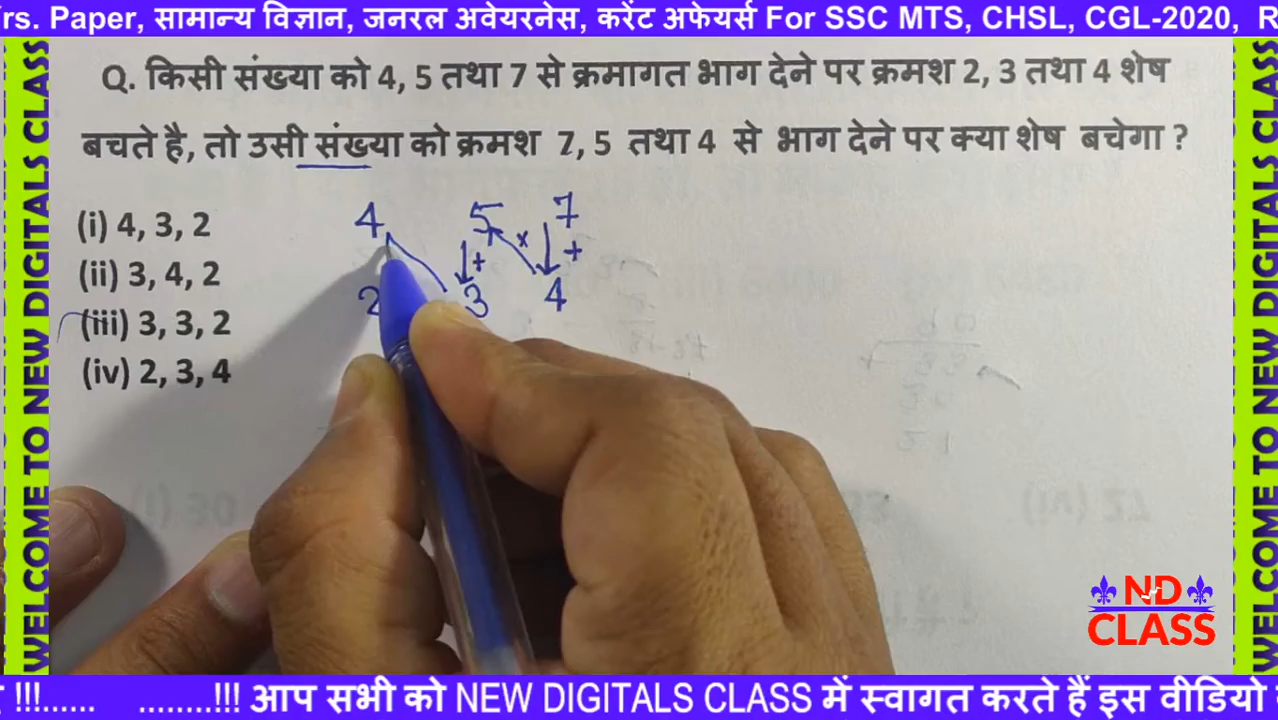 rs. Paper, सामान्य विज्ञान, जनरल अवेयरनेस, करेंट अफेयर्स For SSC MTS, CHSL, CGL-2020, R
WELCOME TO NEW DIGITALS CLASS
Q. किसी संख्या को 4, 5 तथा 7 से क्रमागत भाग देने पर क्रमश 2, 3 तथा 4 शेष
बचते है, तो उसी संख्या को क्रमश 7, 5 तथा 4 से भाग देने पर क्या शेष बचेगा ?
(i) 4, 3, 2
(ii) 3, 4, 2
(iii) 3, 3, 2
(iv) 2, 3, 4
4 5 7
× + +
2 3 4
ND
CLASS
WELCOME TO NEW DIGITALS CLASS
!!!...... ........!!! आप सभी को NEW DIGITALS CLASS में स्वागत करते हैं इस वीडियो